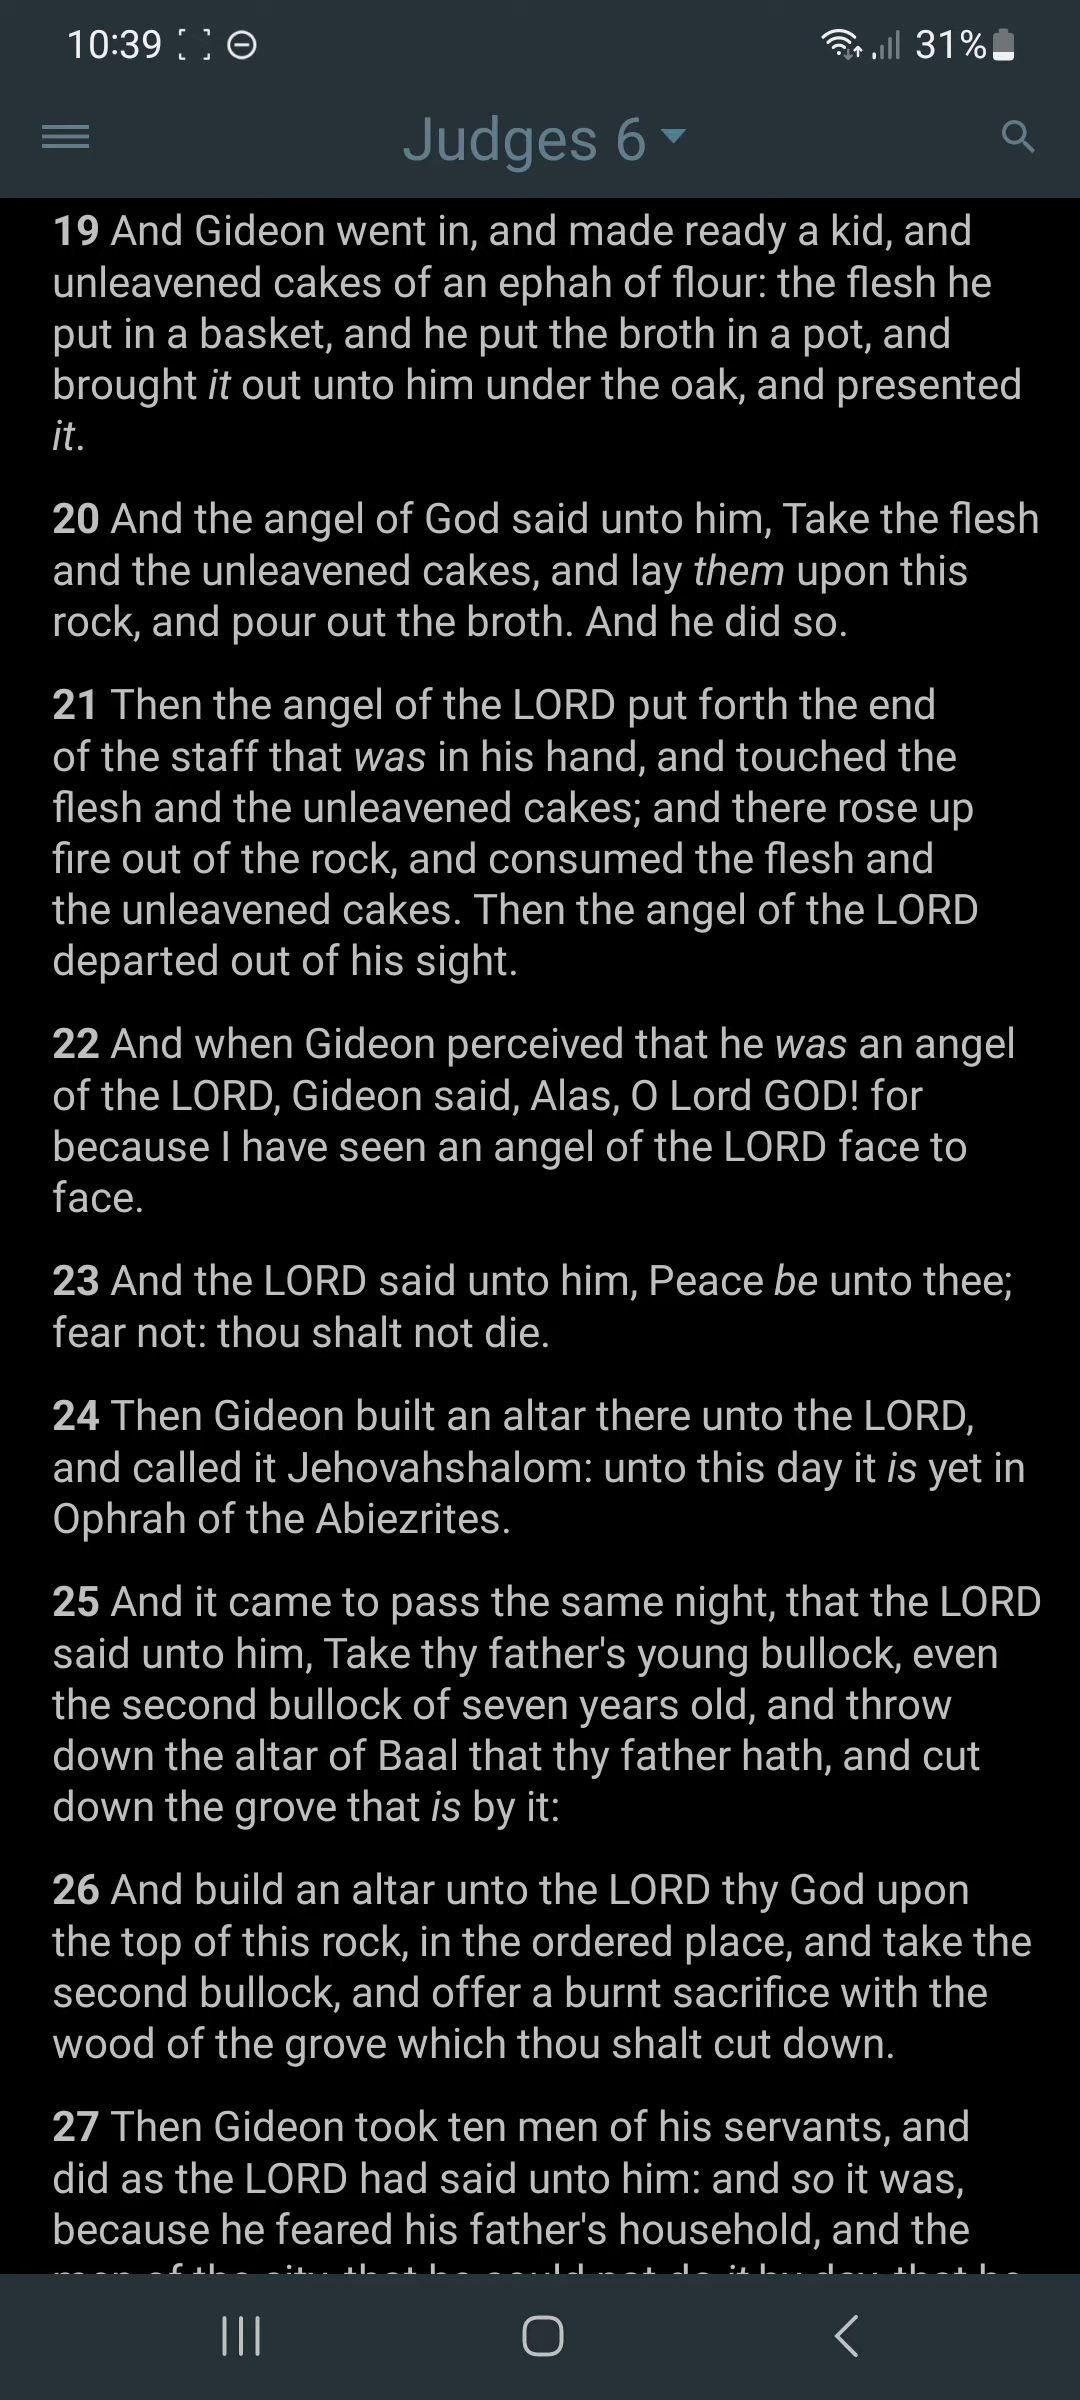 10:39
31%
Judges 6
19 And Gideon went in, and made ready a kid, and
unleavened cakes of an ephah of flour: the flesh he
put in a basket, and he put the broth in a pot, and
brought it out unto him under the oak, and presented
it.
20 And the angel of God said unto him, Take the flesh
and the unleavened cakes, and lay them upon this
rock, and pour out the broth. And he did so.
21 Then the angel of the LORD put forth the end
of the staff that was in his hand, and touched the
flesh and the unleavened cakes; and there rose up
fire out of the rock, and consumed the flesh and
the unleavened cakes. Then the angel of the LORD
departed out of his sight.
22 And when Gideon perceived that he was an angel
of the LORD, Gideon said, Alas, O Lord GOD! for
because I have seen an angel of the LORD face to
face.
23 And the LORD said unto him, Peace be unto thee;
fear not: thou shalt not die.
24 Then Gideon built an altar there unto the LORD,
and called it Jehovahshalom: unto this day it is yet in
Ophrah of the Abiezrites.
25 And it came to pass the same night, that the LORD
said unto him, Take thy father's young bullock, even
the second bullock of seven years old, and throw
down the altar of Baal that thy father hath, and cut
down the grove that is by it:
26 And build an altar unto the LORD thy God upon
the top of this rock, in the ordered place, and take the
second bullock, and offer a burnt sacrifice with the
wood of the grove which thou shalt cut down.
27 Then Gideon took ten men of his servants, and
did as the LORD had said unto him: and so it was,
because he feared his father's household, and the
men of the city, that he could not do it by day, that he